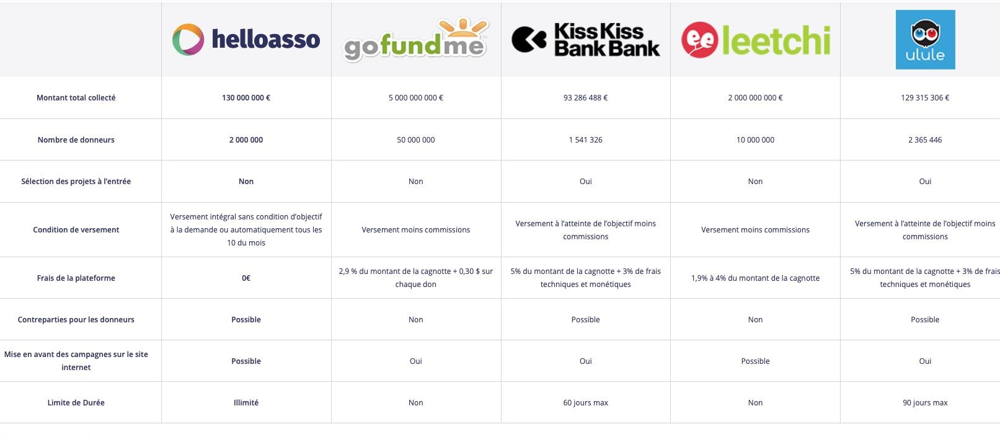 helloasso
gofundme™
KissKiss
BankBank
leetchi
ulule
Montant total collecté
130 000 000 €
5 000 000 000 €
93 286 488 €
2 000 000 000 €
129 315 306 €
Nombre de donneurs
2 000 000
50 000 000
1 541 326
10 000 000
2 365 446
Sélection des projets à l’entrée
Non
Non
Oui
Non
Oui
Condition de versement
Versement intégral sans condition d’objectif
à la demande ou automatiquement tous les
10 du mois
Versement moins commissions
Versement à l’atteinte de l’objectif moins
commissions
Versement moins commissions
Versement à l’atteinte de l’objectif moins
commissions
Frais de la plateforme
0€
2,9 % du montant de la cagnotte + 0,30 $ sur
chaque don
5% du montant de la cagnotte + 3% de frais
techniques et monétiques
1,9% à 4% du montant de la cagnotte
5% du montant de la cagnotte + 3% de frais
techniques et monétiques
Contreparties pour les donneurs
Possible
Non
Possible
Non
Possible
Mise en avant des campagnes sur le site
internet
Possible
Oui
Oui
Possible
Oui
Limite de Durée
Illimité
Non
60 jours max
Non
90 jours max